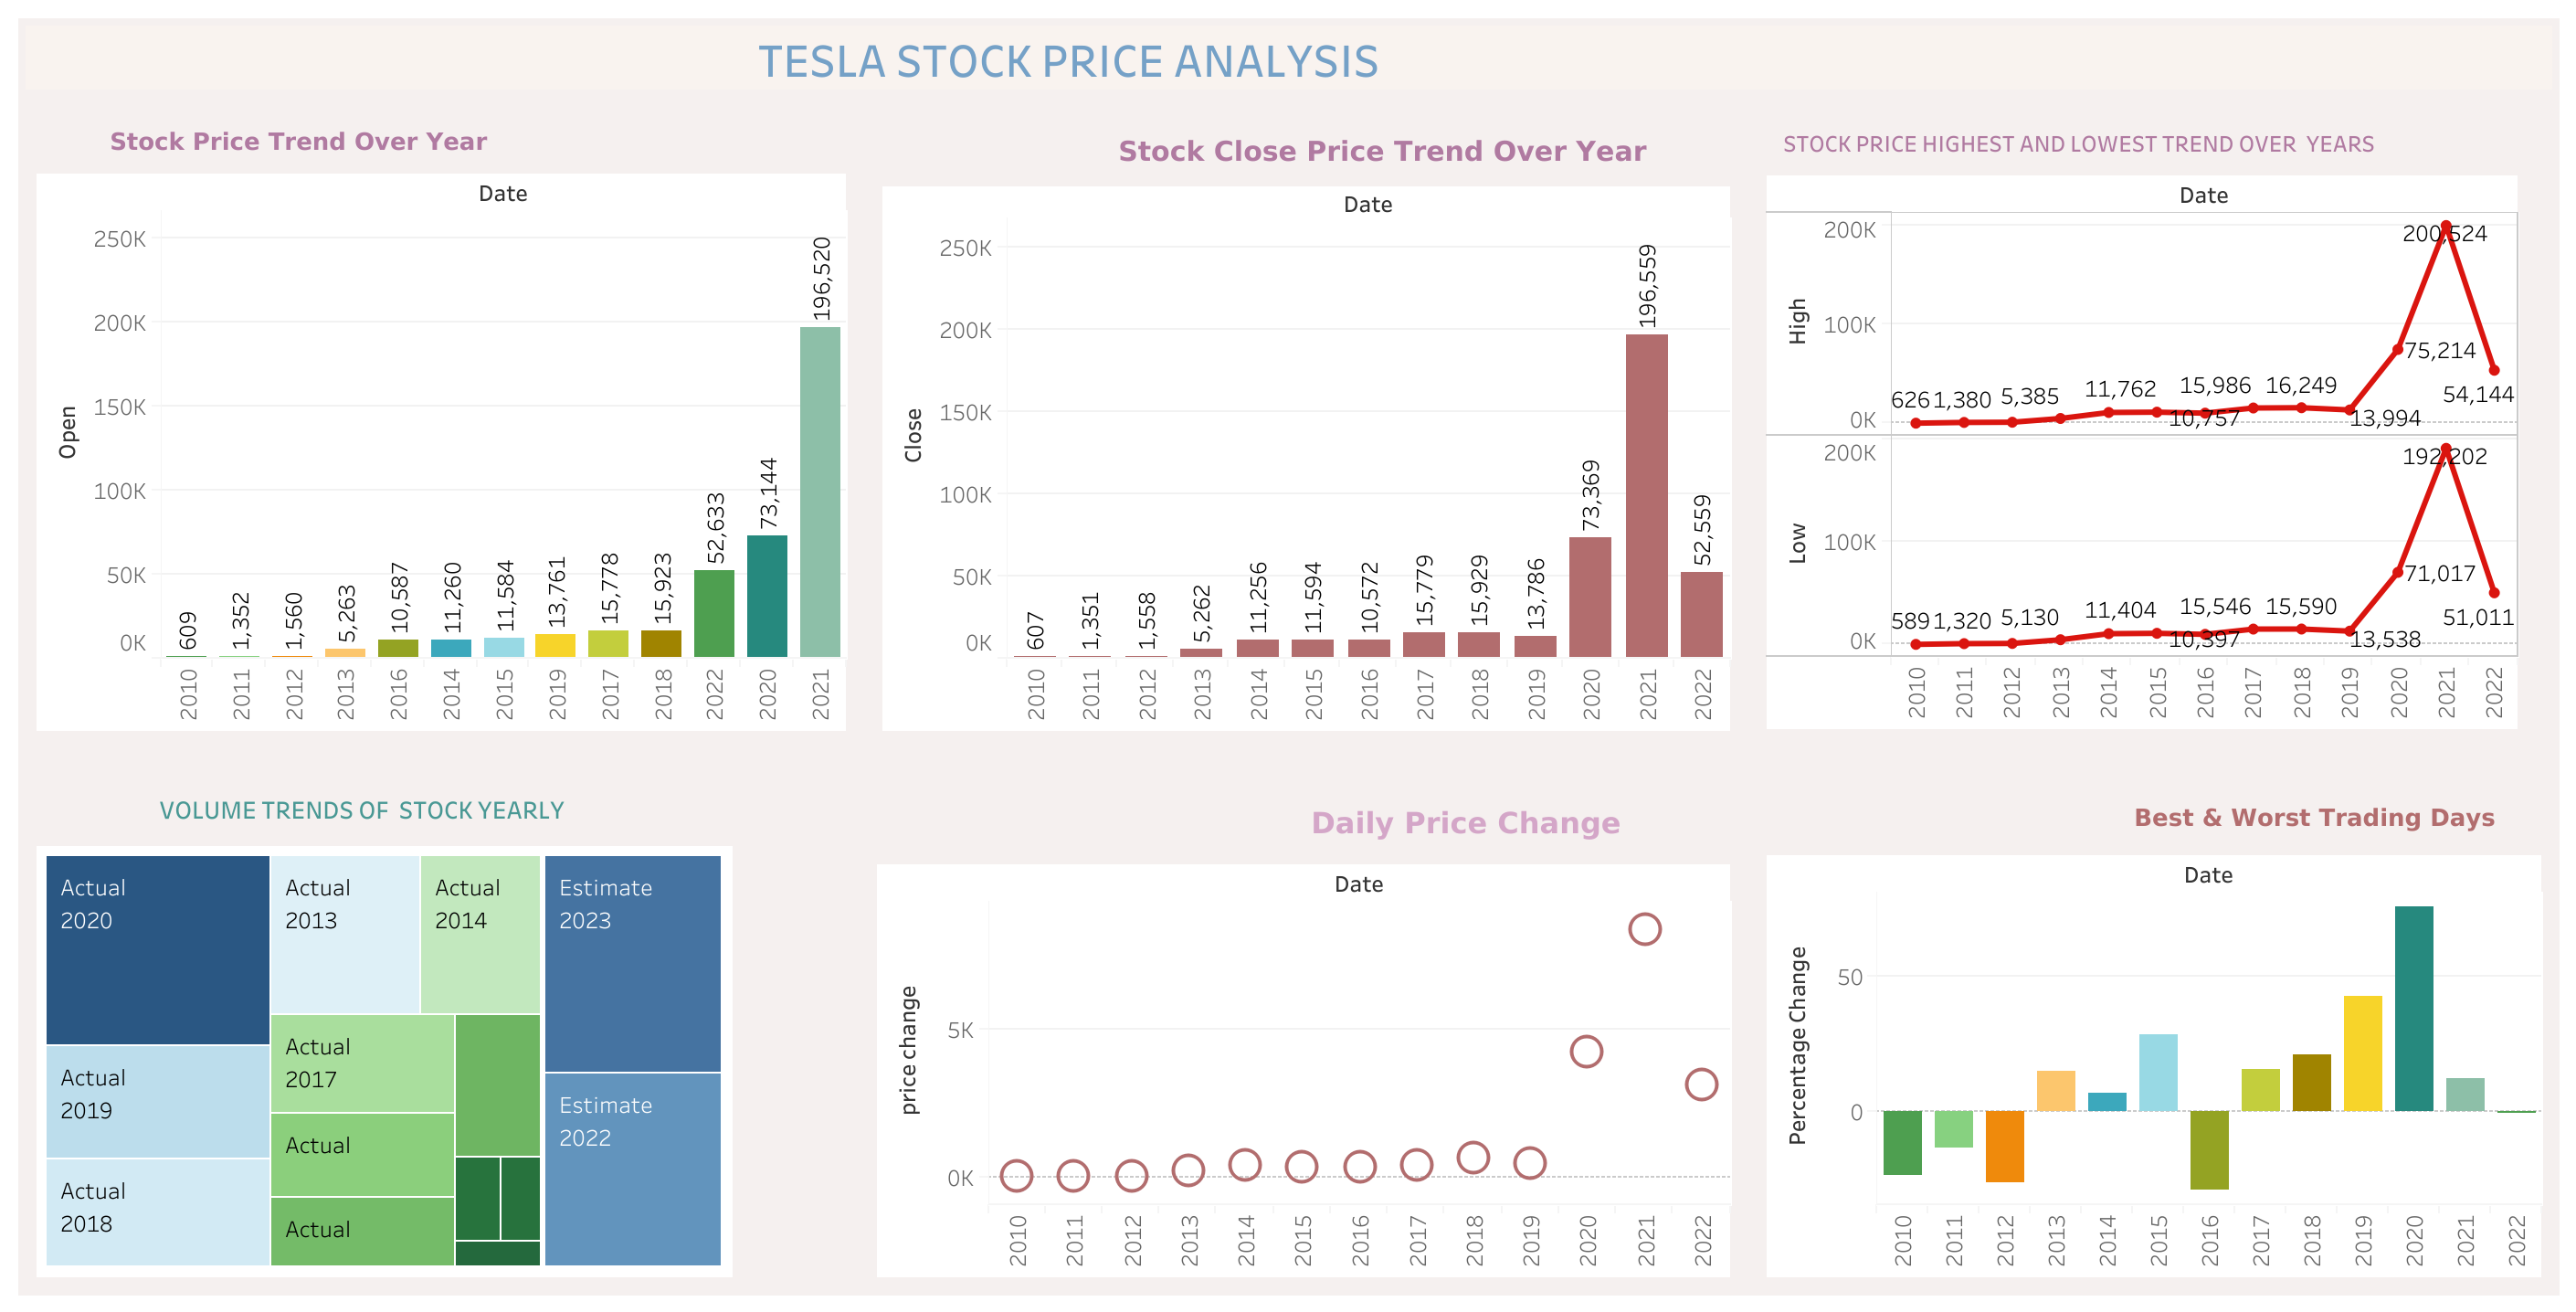 TESLA STOCK PRICE ANALYSIS
Stock Price Trend Over Year
Date
Open
250K
200K
150K
100K
50K
0K
609
1,352
1,560
5,263
10,587
11,260
11,584
13,761
15,778
15,923
52,633
73,144
196,520
2010
2011
2012
2013
2016
2014
2015
2019
2017
2018
2022
2020
2021
Stock Close Price Trend Over Year
Date
Close
250K
200K
150K
100K
50K
0K
607
1,351
1,558
5,262
11,256
11,594
10,572
15,779
15,929
13,786
73,369
196,559
52,559
2010
2011
2012
2013
2014
2015
2016
2017
2018
2019
2020
2021
2022
STOCK PRICE HIGHEST AND LOWEST TREND OVER YEARS
Date
High
200K
100K
0K
626
1,380
5,385
11,762
10,757
15,986
16,249
13,994
75,214
200,524
54,144
Low
200K
100K
0K
589
1,320
5,130
11,404
10,397
15,546
15,590
13,538
71,017
192,202
51,011
2010
2011
2012
2013
2014
2015
2016
2017
2018
2019
2020
2021
2022
VOLUME TRENDS OF STOCK YEARLY
Actual
2020
Actual
2019
Actual
2018
Actual
2013
Actual
2014
Actual
2017
Actual
Actual
Estimate
2023
Estimate
2022
Daily Price Change
Date
price change
5K
0K
2010
2011
2012
2013
2014
2015
2016
2017
2018
2019
2020
2021
2022
Best & Worst Trading Days
Date
Percentage Change
50
0
2010
2011
2012
2013
2014
2015
2016
2017
2018
2019
2020
2021
2022